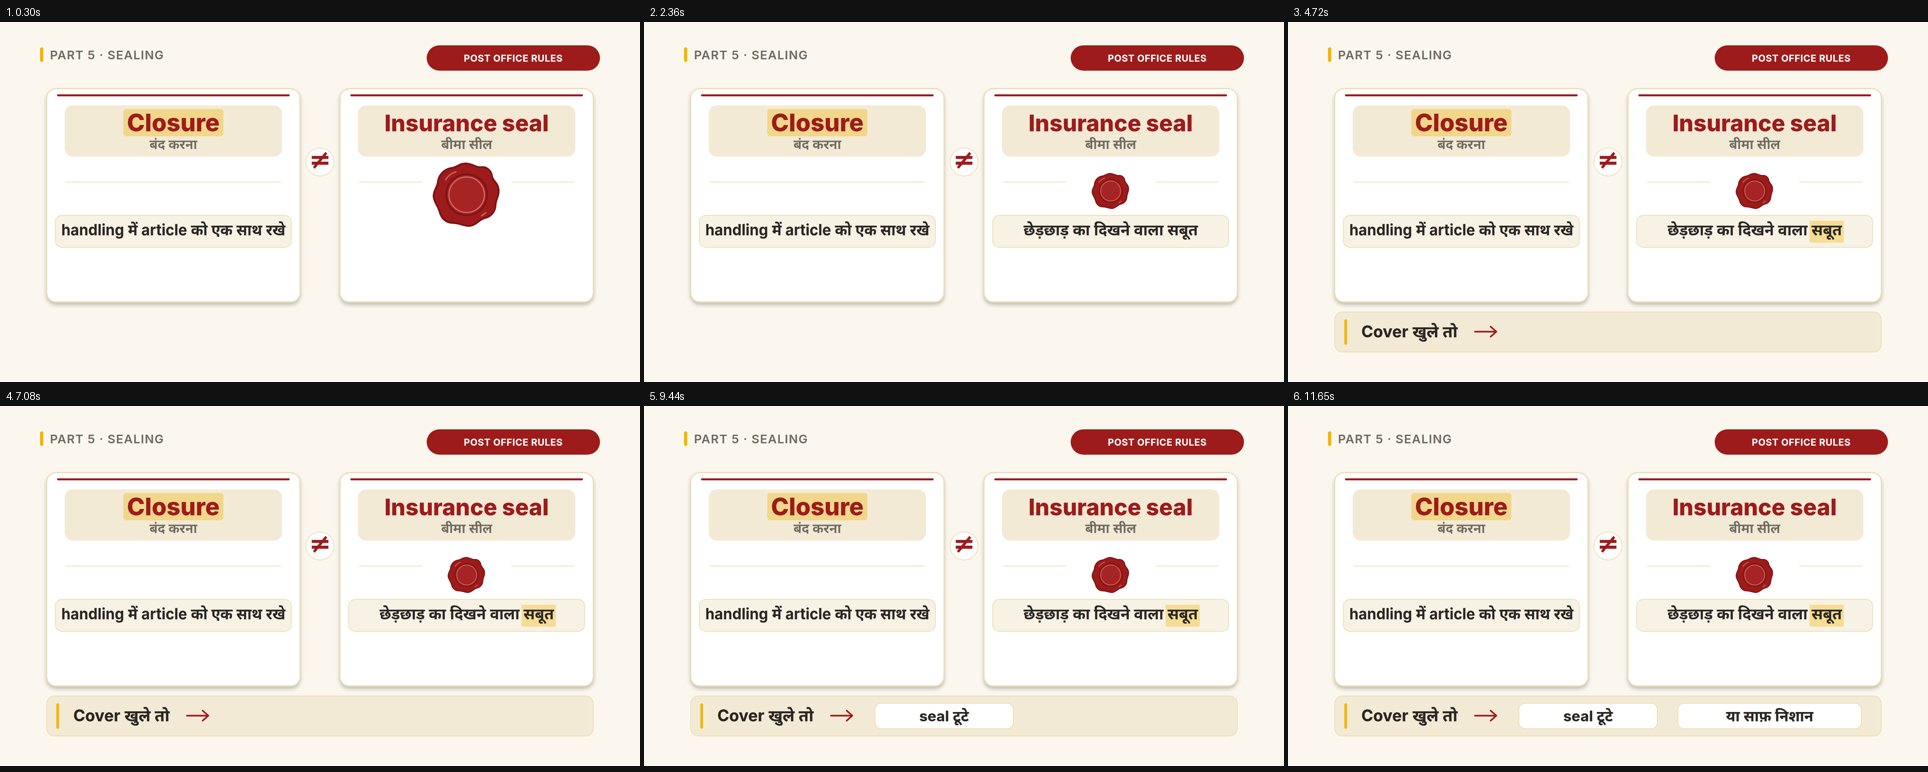 1. 0.30s
PART 5 · SEALING
POST OFFICE RULES
Closure
बंद करना
≠
Insurance seal
बीमा सील
handling में article को एक साथ रखे
2. 2.36s
PART 5 · SEALING
POST OFFICE RULES
Closure
बंद करना
≠
Insurance seal
बीमा सील
handling में article को एक साथ रखे
छेड़छाड़ का दिखने वाला सबूत
3. 4.72s
PART 5 · SEALING
POST OFFICE RULES
Closure
बंद करना
≠
Insurance seal
बीमा सील
handling में article को एक साथ रखे
छेड़छाड़ का दिखने वाला सबूत
Cover खुले तो →
4. 7.08s
PART 5 · SEALING
POST OFFICE RULES
Closure
बंद करना
≠
Insurance seal
बीमा सील
handling में article को एक साथ रखे
छेड़छाड़ का दिखने वाला सबूत
Cover खुले तो →
5. 9.44s
PART 5 · SEALING
POST OFFICE RULES
Closure
बंद करना
≠
Insurance seal
बीमा सील
handling में article को एक साथ रखे
छेड़छाड़ का दिखने वाला सबूत
Cover खुले तो → seal टूटे
6. 11.65s
PART 5 · SEALING
POST OFFICE RULES
Closure
बंद करना
≠
Insurance seal
बीमा सील
handling में article को एक साथ रखे
छेड़छाड़ का दिखने वाला सबूत
Cover खुले तो → seal टूटे या साफ़ निशान